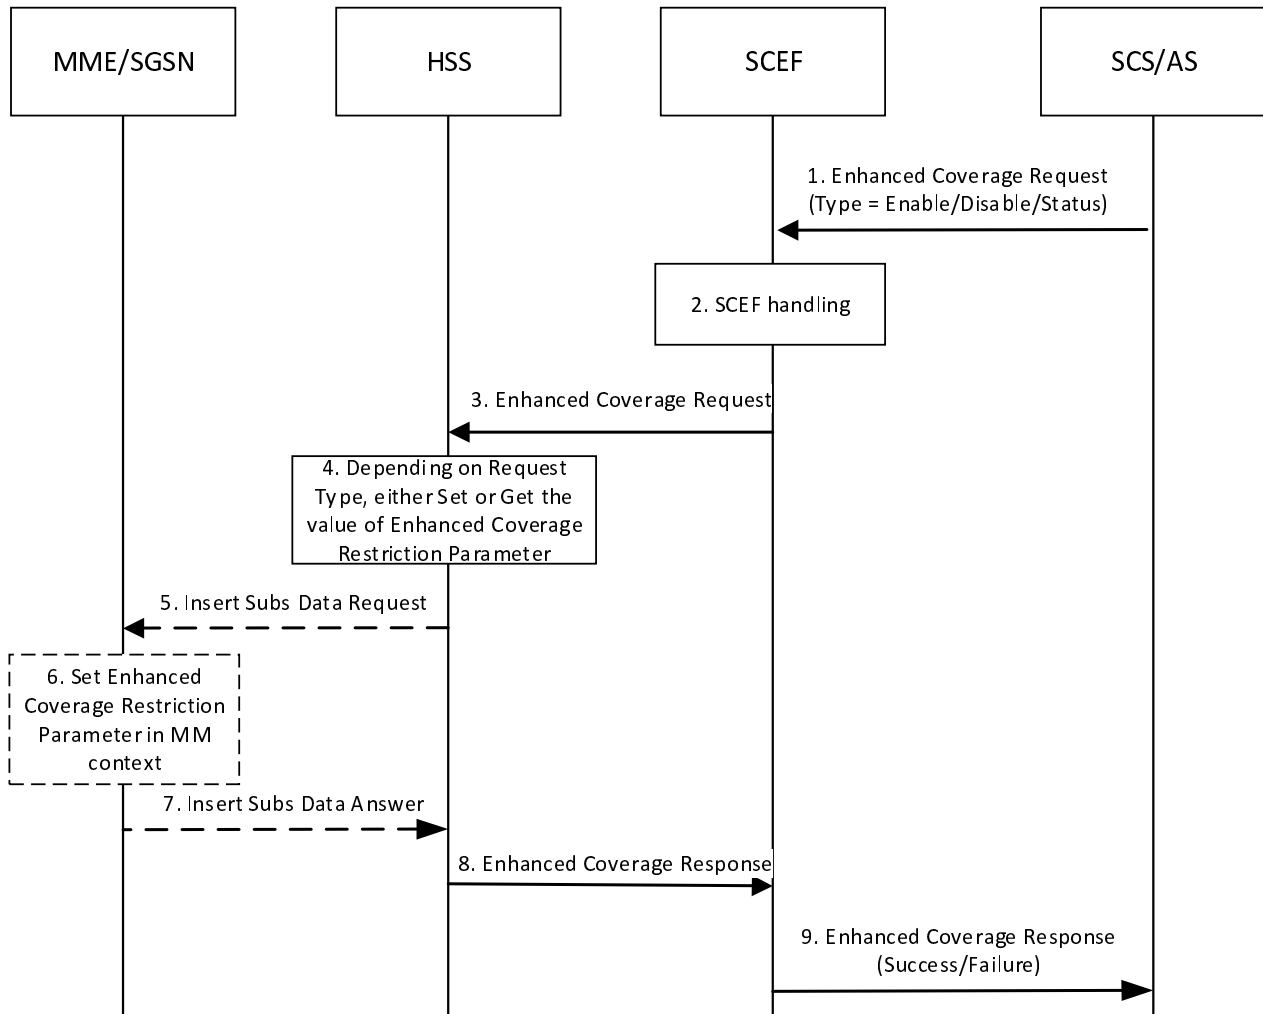 MME/SGSN
HSS
SCEF
SCS/AS
1. Enhanced Coverage Request
(Type = Enable/Disable/Status)
2. SCEF handling
3. Enhanced Coverage Request
4. Depending on Request
Type, either Set or Get the
value of Enhanced Coverage
Restriction Parameter
5. Insert Subs Data Request
6. Set Enhanced
Coverage Restriction
Parameter in MM
context
7. Insert Subs Data Answer
8. Enhanced Coverage Response
9. Enhanced Coverage Response
(Success/Failure)